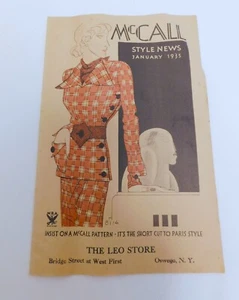 McCALL
STYLE NEWS
JANUARY 1935
INSIST ON A McCALL PATTERN - IT'S THE SHORT CUT TO PARIS STYLE
THE LEO STORE
Bridge Street at West First Oswego, N. Y.